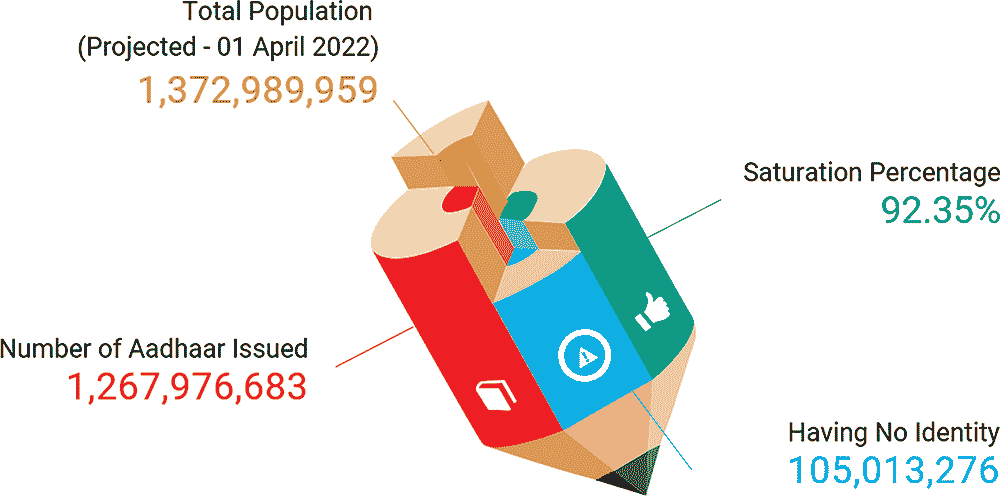 Total Population
(Projected - 01 April 2022)
1,372,989,959
Saturation Percentage
92.35%
Number of Aadhaar Issued
1,267,976,683
Having No Identity
105,013,276